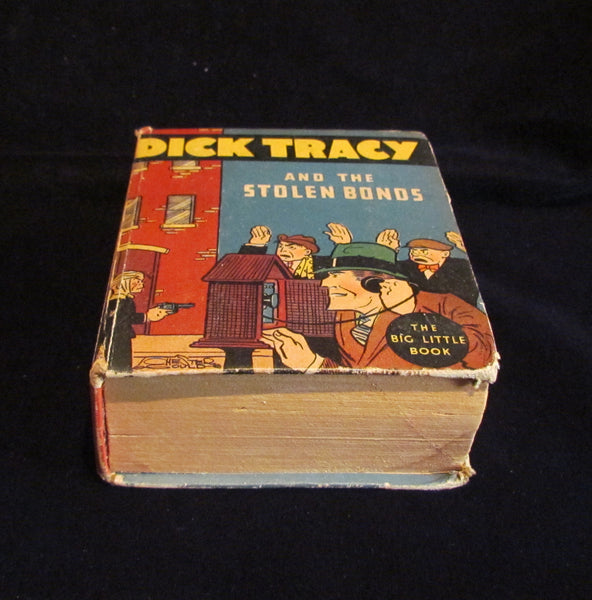 DICK TRACY
AND THE
STOLEN BONDS
THE
BIG LITTLE
BOOK
CHESTER
GOULD